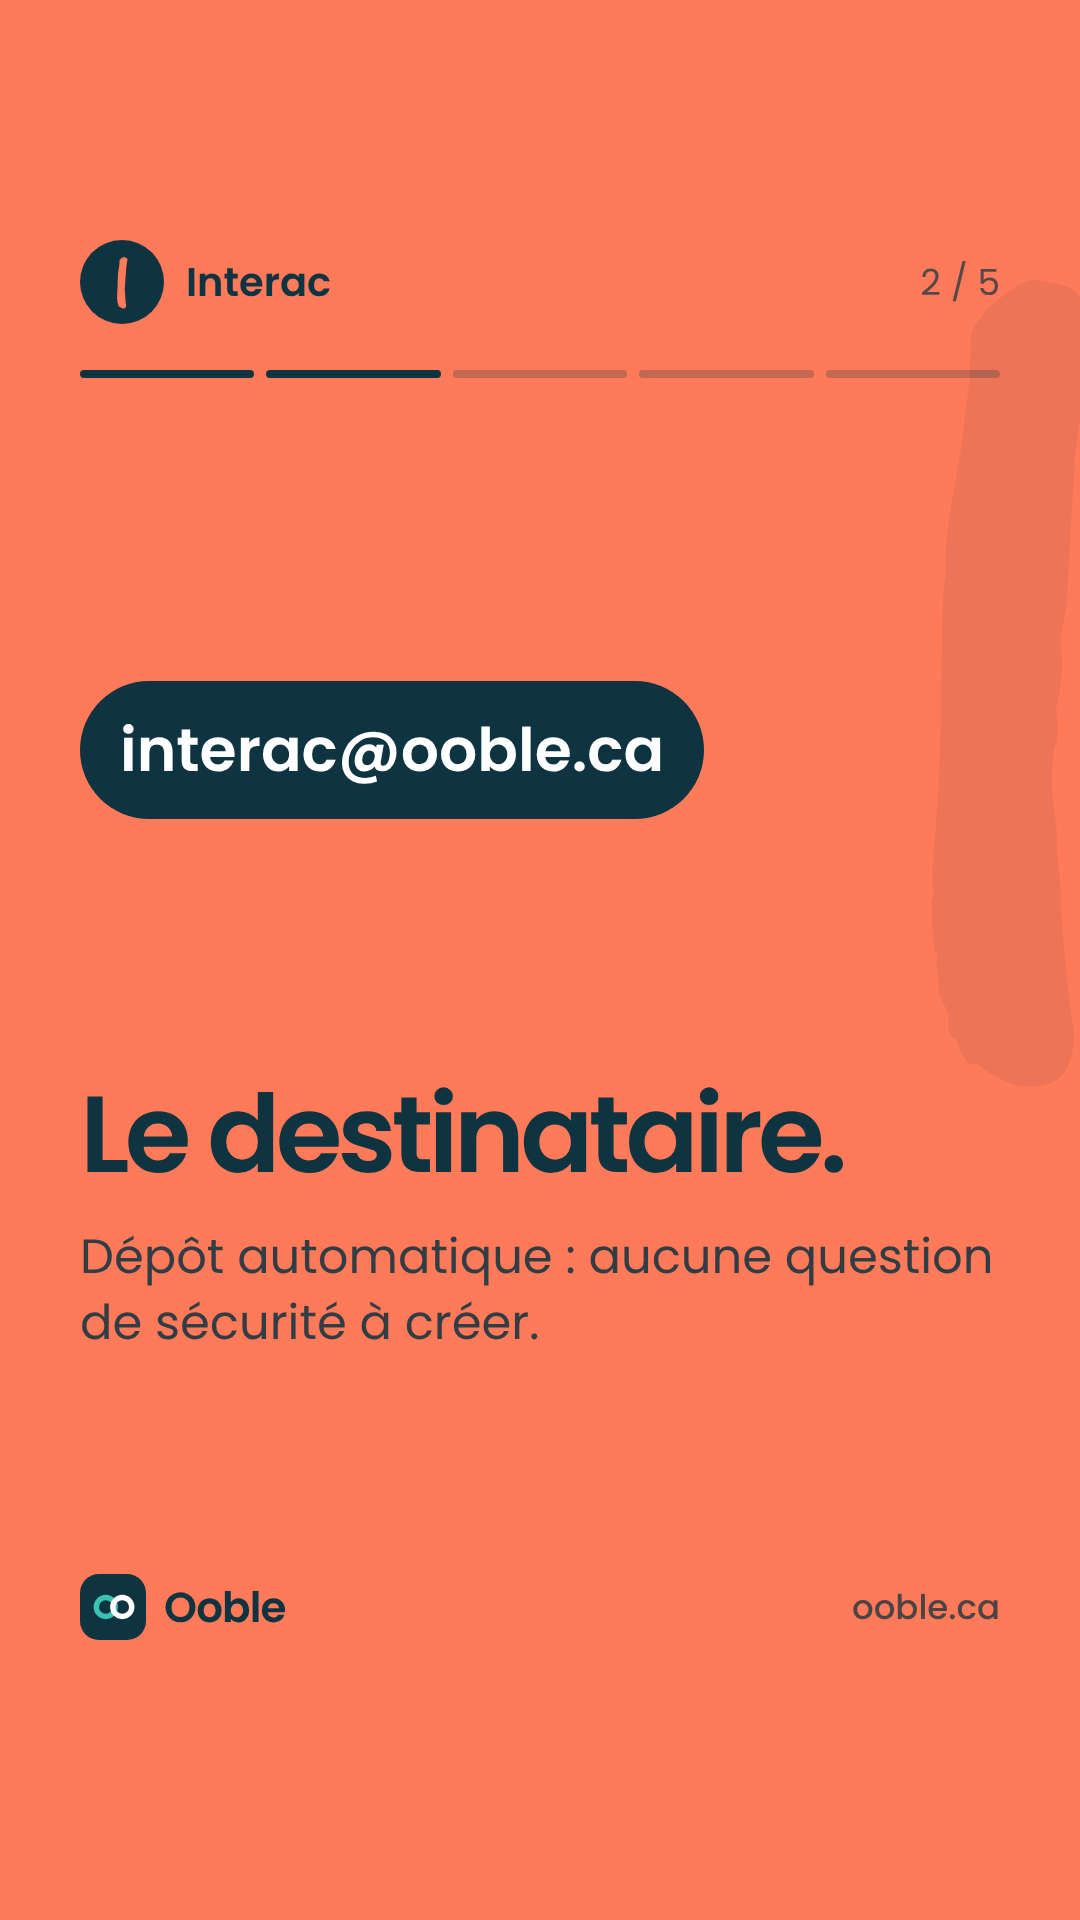 Interac
2 / 5
interac@ooble.ca
Le destinataire.
Dépôt automatique : aucune question
de sécurité à créer.
Ooble
ooble.ca